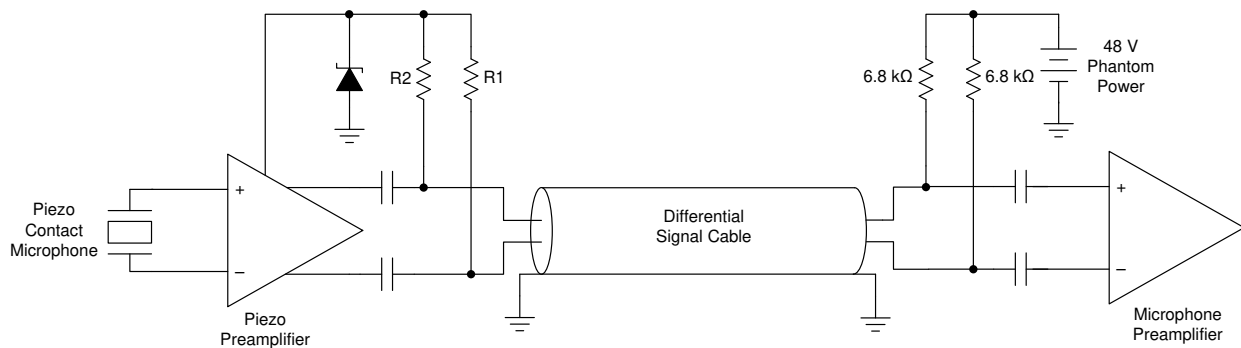 R2
R1
6.8 kΩ
6.8 kΩ
48 V
Phantom
Power
+
−
Piezo
Contact
Microphone
Piezo
Preamplifier
Differential
Signal Cable
+
−
Microphone
Preamplifier